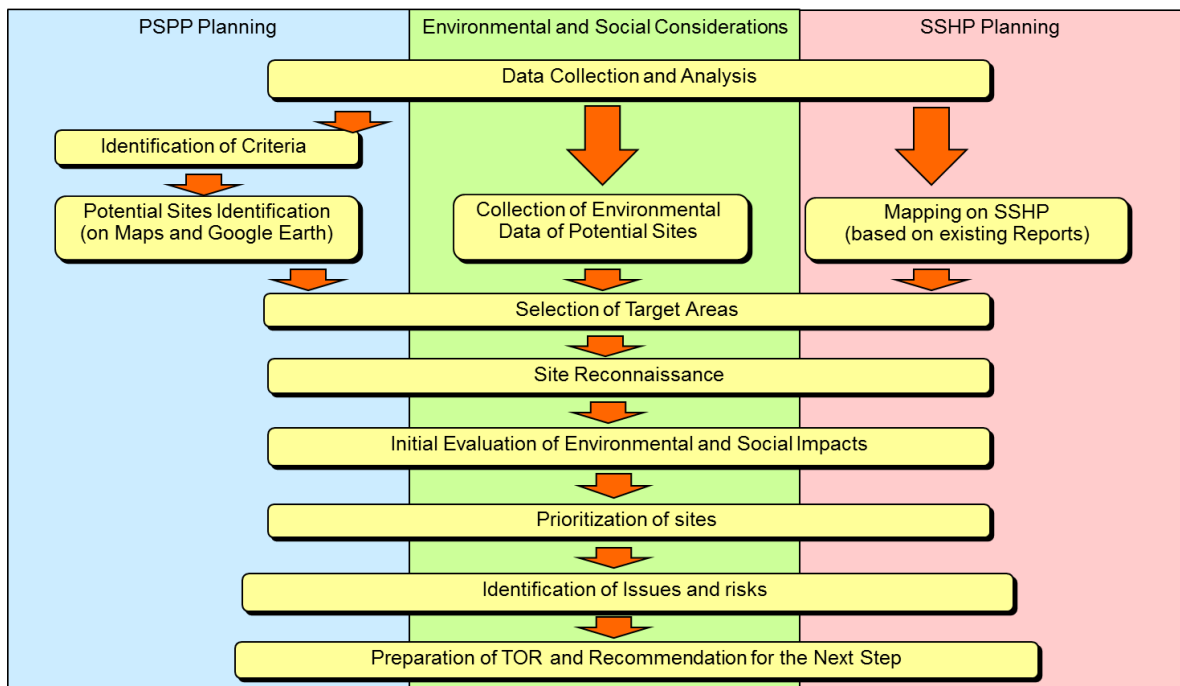 PSPP Planning
Environmental and Social Considerations
SSHP Planning
Data Collection and Analysis
Identification of Criteria
Potential Sites Identification
(on Maps and Google Earth)
Collection of Environmental
Data of Potential Sites
Mapping on SSHP
(based on existing Reports)
Selection of Target Areas
Site Reconnaissance
Initial Evaluation of Environmental and Social Impacts
Prioritization of sites
Identification of Issues and risks
Preparation of TOR and Recommendation for the Next Step